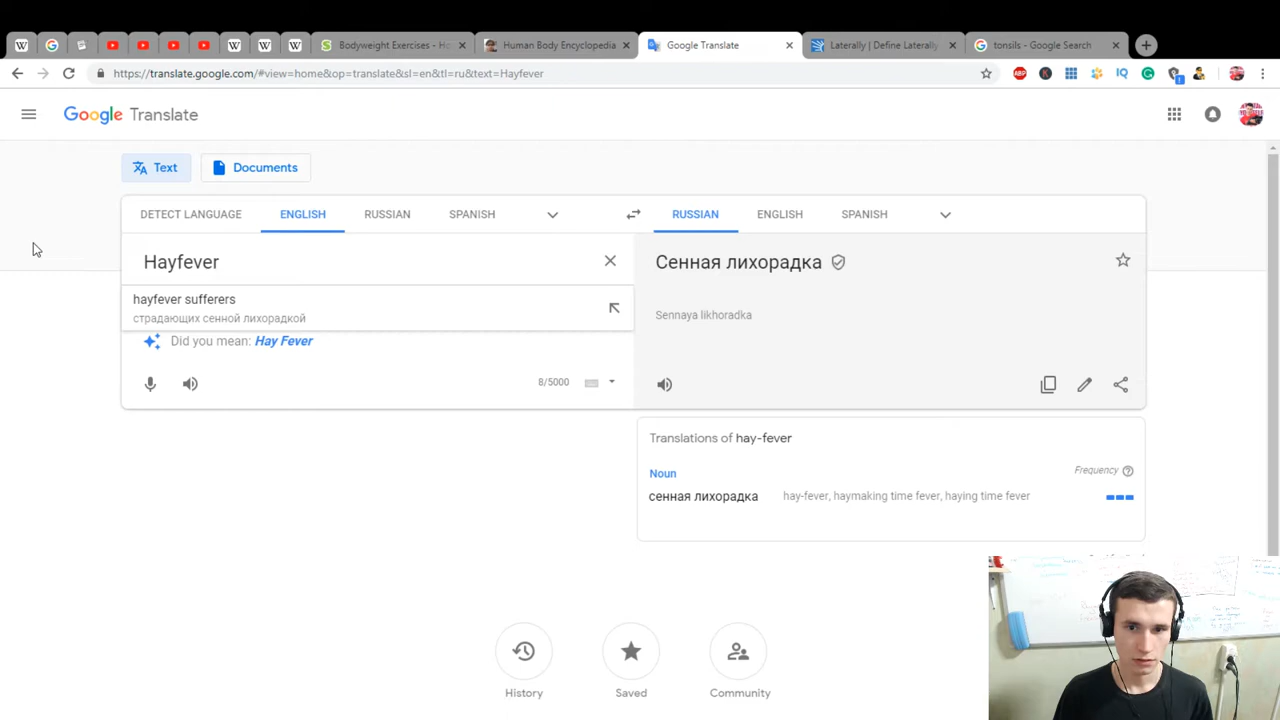 Bodyweight Exercises - Ho
Human Body Encyclopedia
Google Translate
Laterally | Define Laterally
tonsils - Google Search
https://translate.google.com/#view=home&op=translate&sl=en&tl=ru&text=Hayfever
Google Translate
Text
Documents
DETECT LANGUAGE ENGLISH RUSSIAN SPANISH
RUSSIAN ENGLISH SPANISH
Hayfever
Сенная лихорадка
hayfever sufferers
страдающих сенной лихорадкой
Sennaya likhoradka
Did you mean: Hay Fever
8/5000
Translations of hay-fever
Noun
Frequency
сенная лихорадка
hay-fever, haymaking time fever, haying time fever
History
Saved
Community